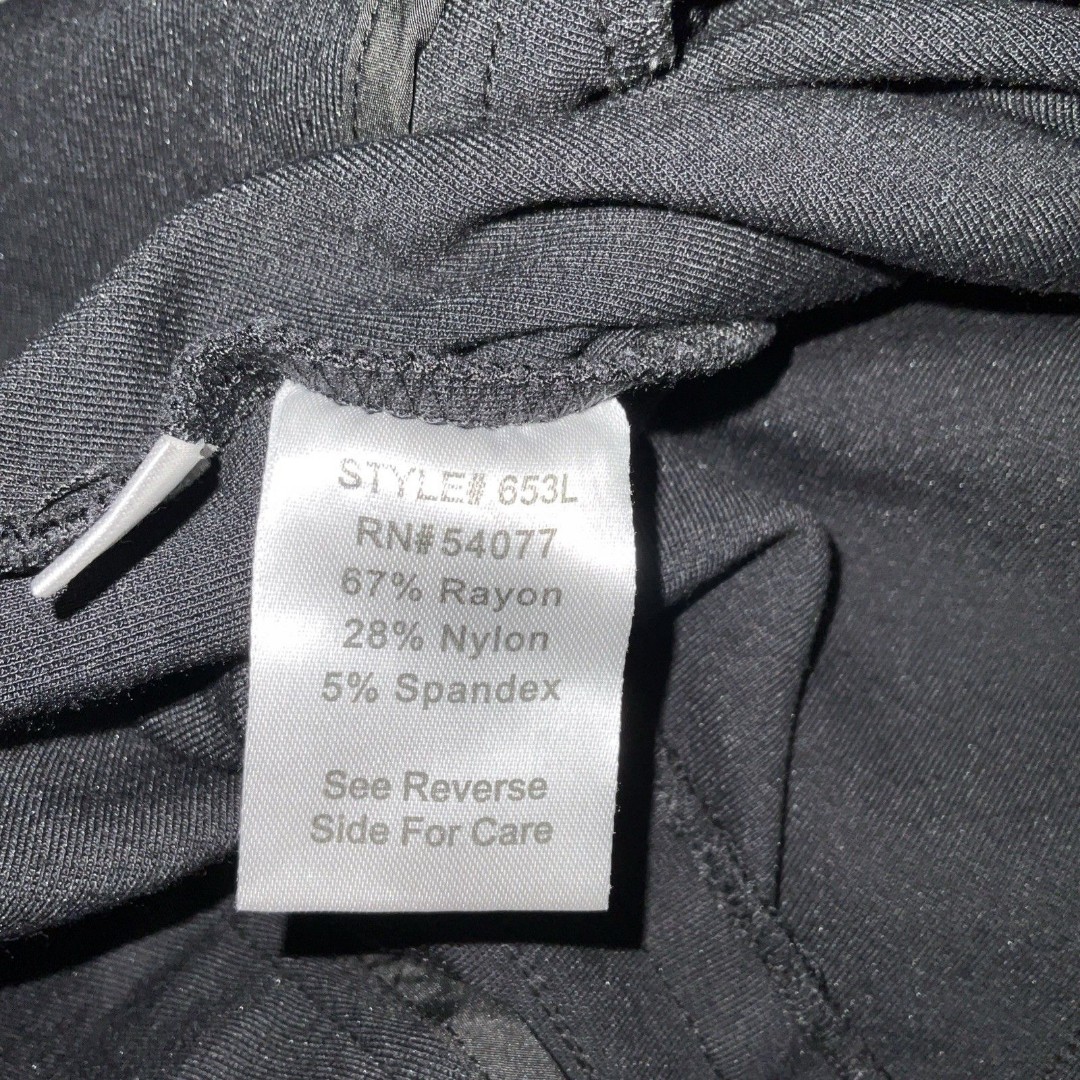 STYLE# 653L
RN#54077
67% Rayon
28% Nylon
5% Spandex
See Reverse
Side For Care